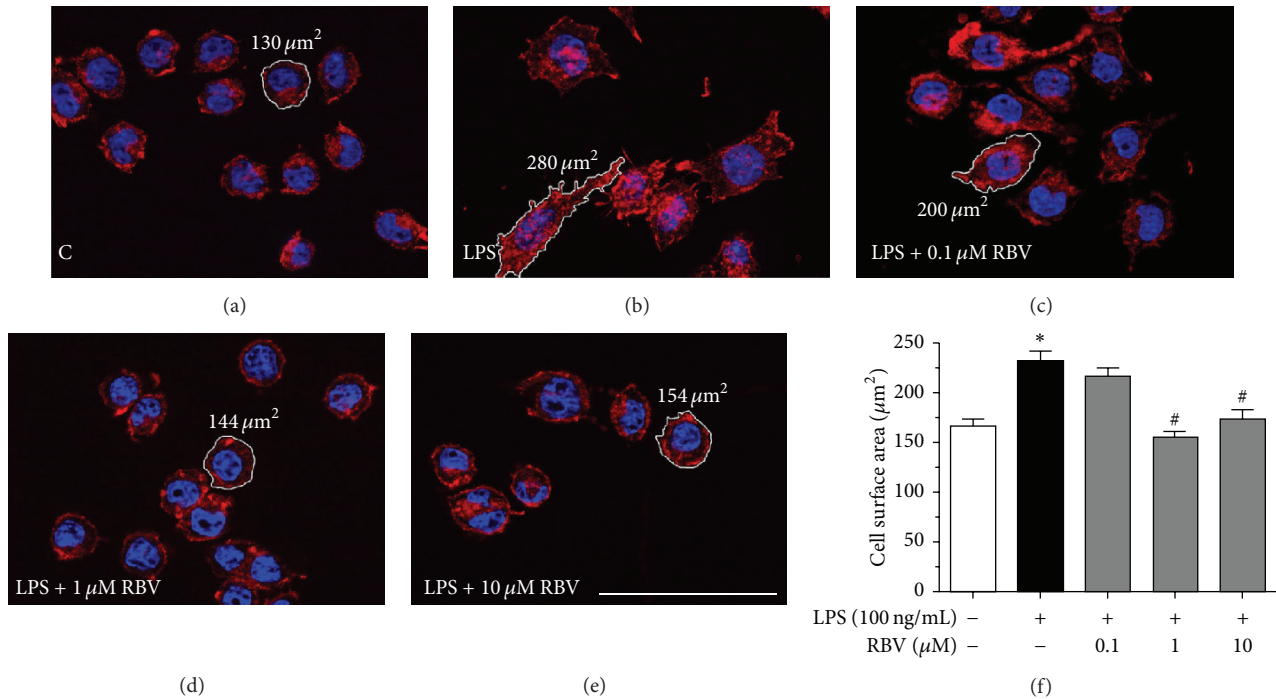 130 μm²
C
(a)
280 μm²
LPS
(b)
200 μm²
LPS + 0.1 μM RBV
(c)
144 μm²
LPS + 1 μM RBV
(d)
154 μm²
LPS + 10 μM RBV
(e)
Cell surface area (μm²)
250
200
150
100
50
0
*
#
#
LPS (100 ng/mL) – + + + +
RBV (μM) – – 0.1 1 10
(f)